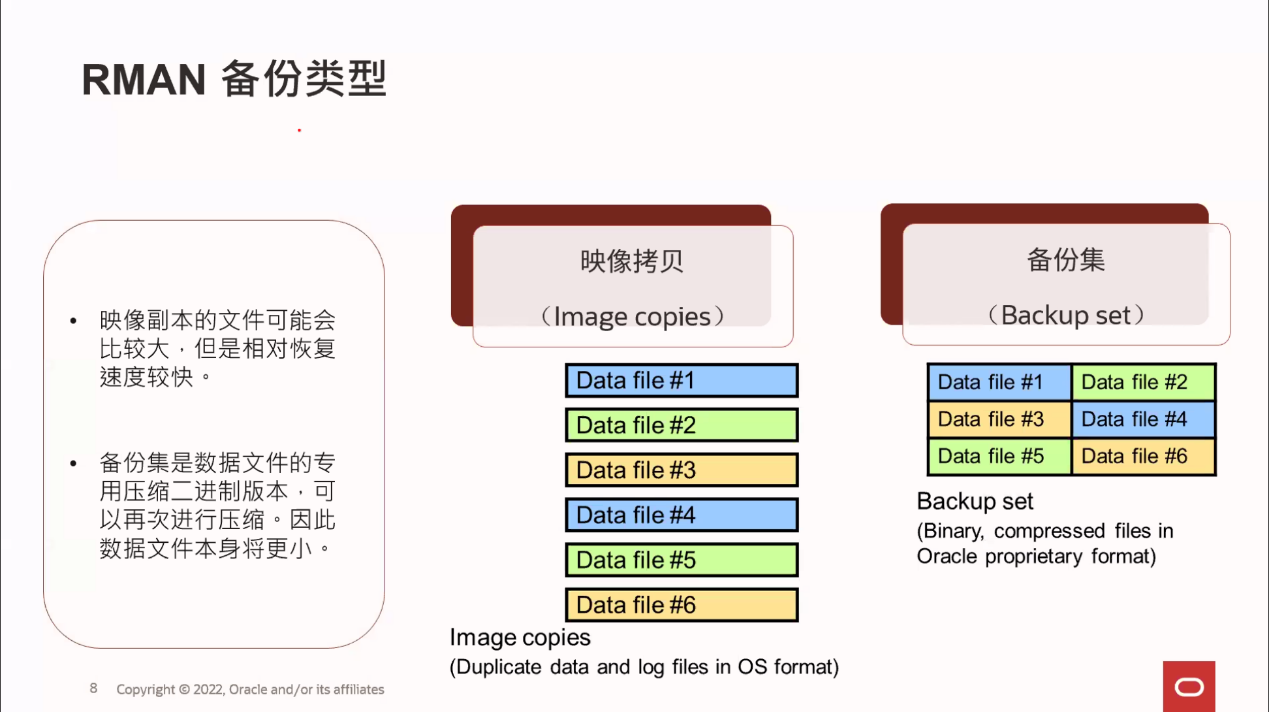 RMAN 备份类型
• 映像副本的文件可能会
比较大，但是相对恢复
速度较快。
• 备份集是数据文件的专
用压缩二进制版本，可
以再次进行压缩。因此
数据文件本身将更小。
映像拷贝
（Image copies）
Data file #1
Data file #2
Data file #3
Data file #4
Data file #5
Data file #6
Image copies
(Duplicate data and log files in OS format)
备份集
（Backup set）
Data file #1 Data file #2
Data file #3 Data file #4
Data file #5 Data file #6
Backup set
(Binary, compressed files in
Oracle proprietary format)
8 Copyright © 2022, Oracle and/or its affiliates